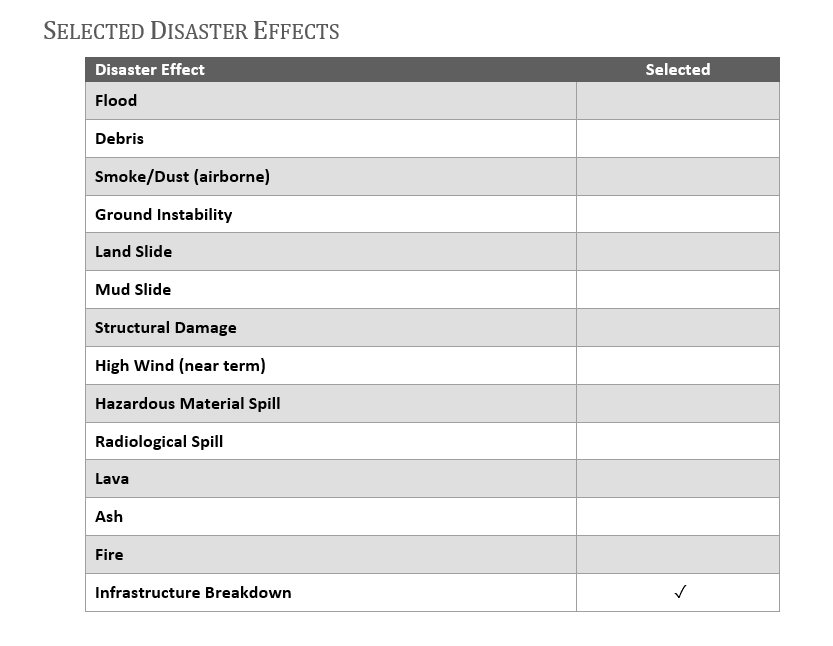 SELECTED DISASTER EFFECTS
Disaster Effect Selected
Flood
Debris
Smoke/Dust (airborne)
Ground Instability
Land Slide
Mud Slide
Structural Damage
High Wind (near term)
Hazardous Material Spill
Radiological Spill
Lava
Ash
Fire
Infrastructure Breakdown ✓